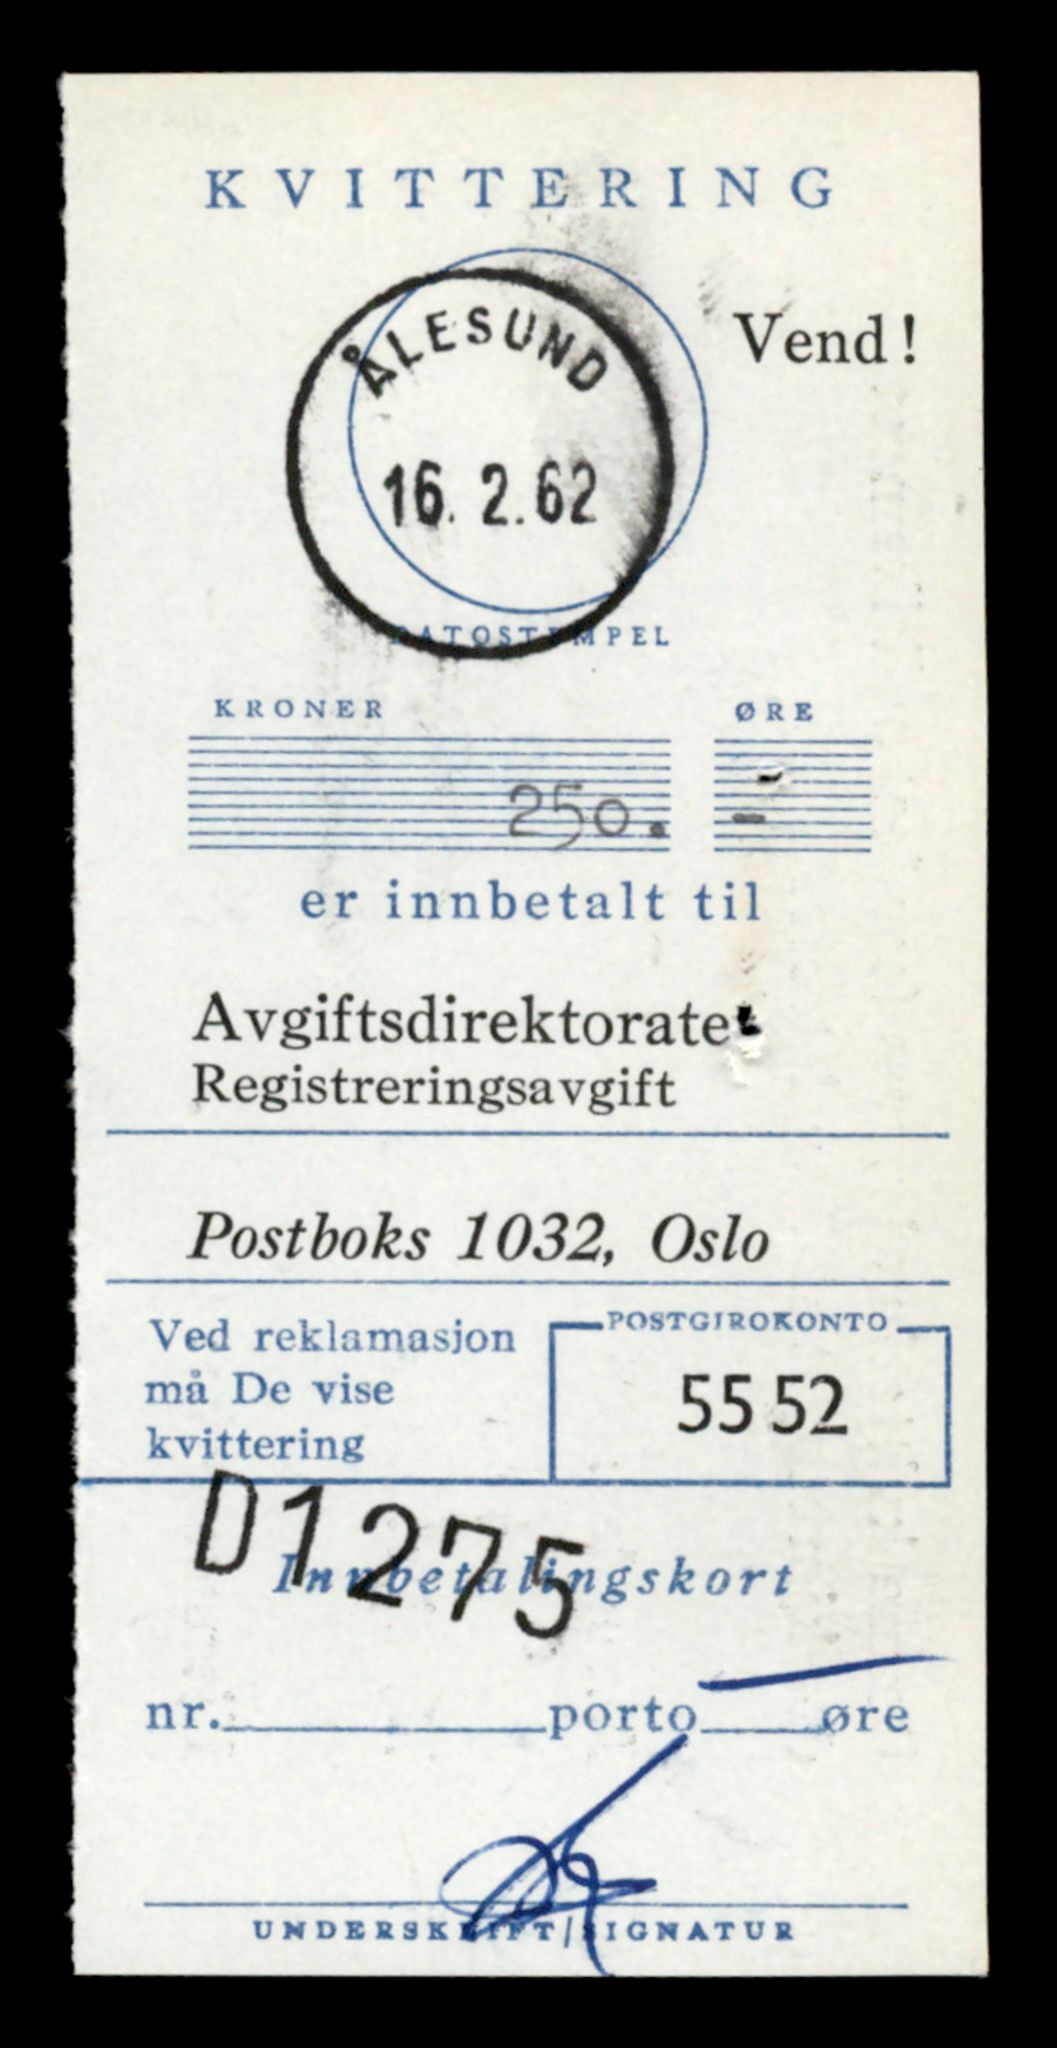 KVITTERING
ÅLESUND
Vend!
16. 2. 62
DATOSTEMPEL
KRONER ØRE
250. -
er innbetalt til
Avgiftsdirektoratet
Registreringsavgift
Postboks 1032, Oslo
Ved reklamasjon
må De vise
kvittering
POSTGIROKONTO
55 52
D1275
Innbetalingskort
nr. porto øre
UNDERSKRIFT/SIGNATUR